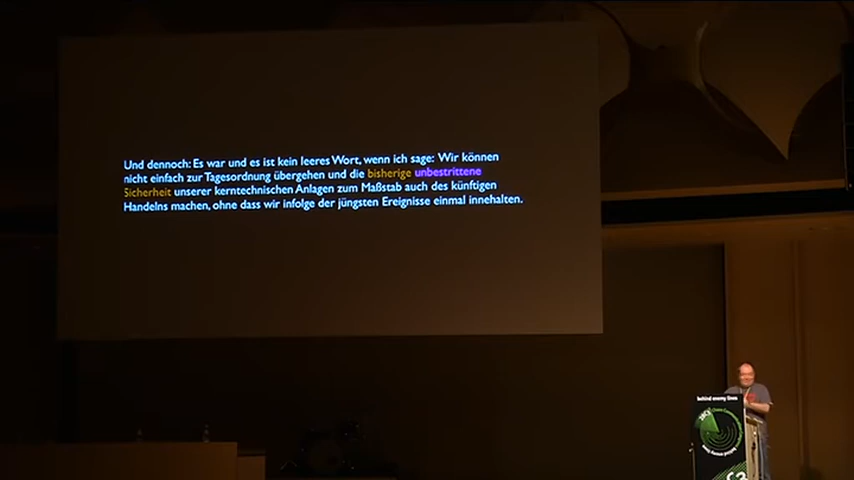 Und dennoch: Es war und es ist kein leeres Wort, wenn ich sage: Wir können
nicht einfach zur Tagesordnung übergehen und die bisherige unbestrittene
Sicherheit unserer kerntechnischen Anlagen zum Maßstab auch des künftigen
Handelns machen, ohne dass wir infolge der jüngsten Ereignisse einmal innehalten.
behind enemy lines